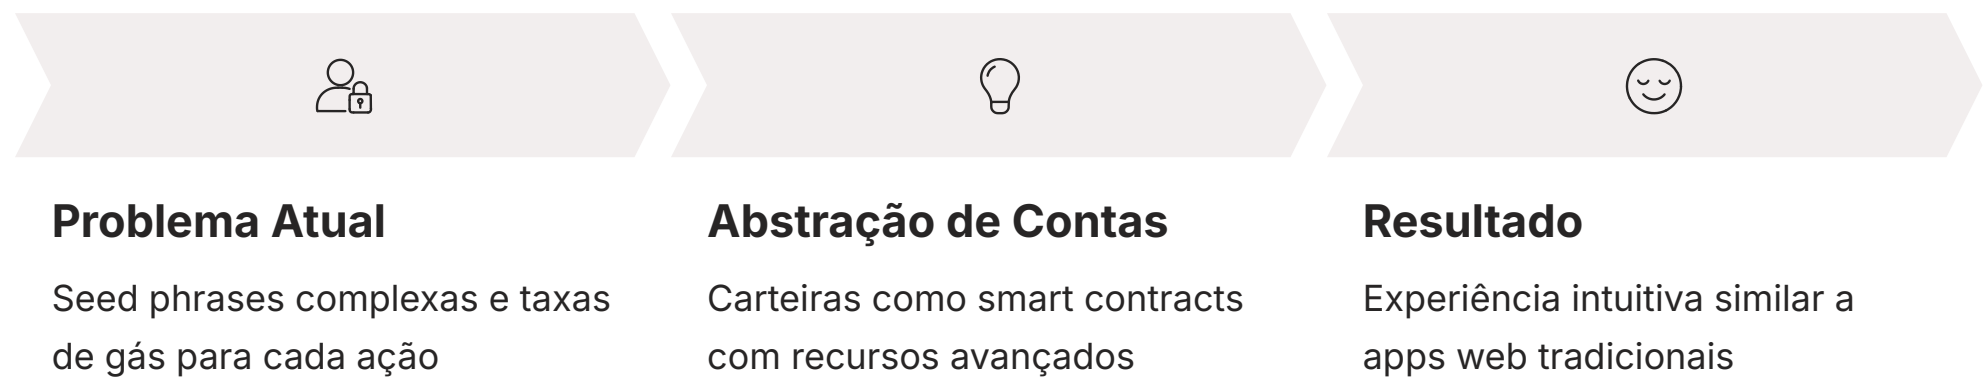 Problema Atual
Seed phrases complexas e taxas
de gás para cada ação
Abstração de Contas
Carteiras como smart contracts
com recursos avançados
Resultado
Experiência intuitiva similar a
apps web tradicionais